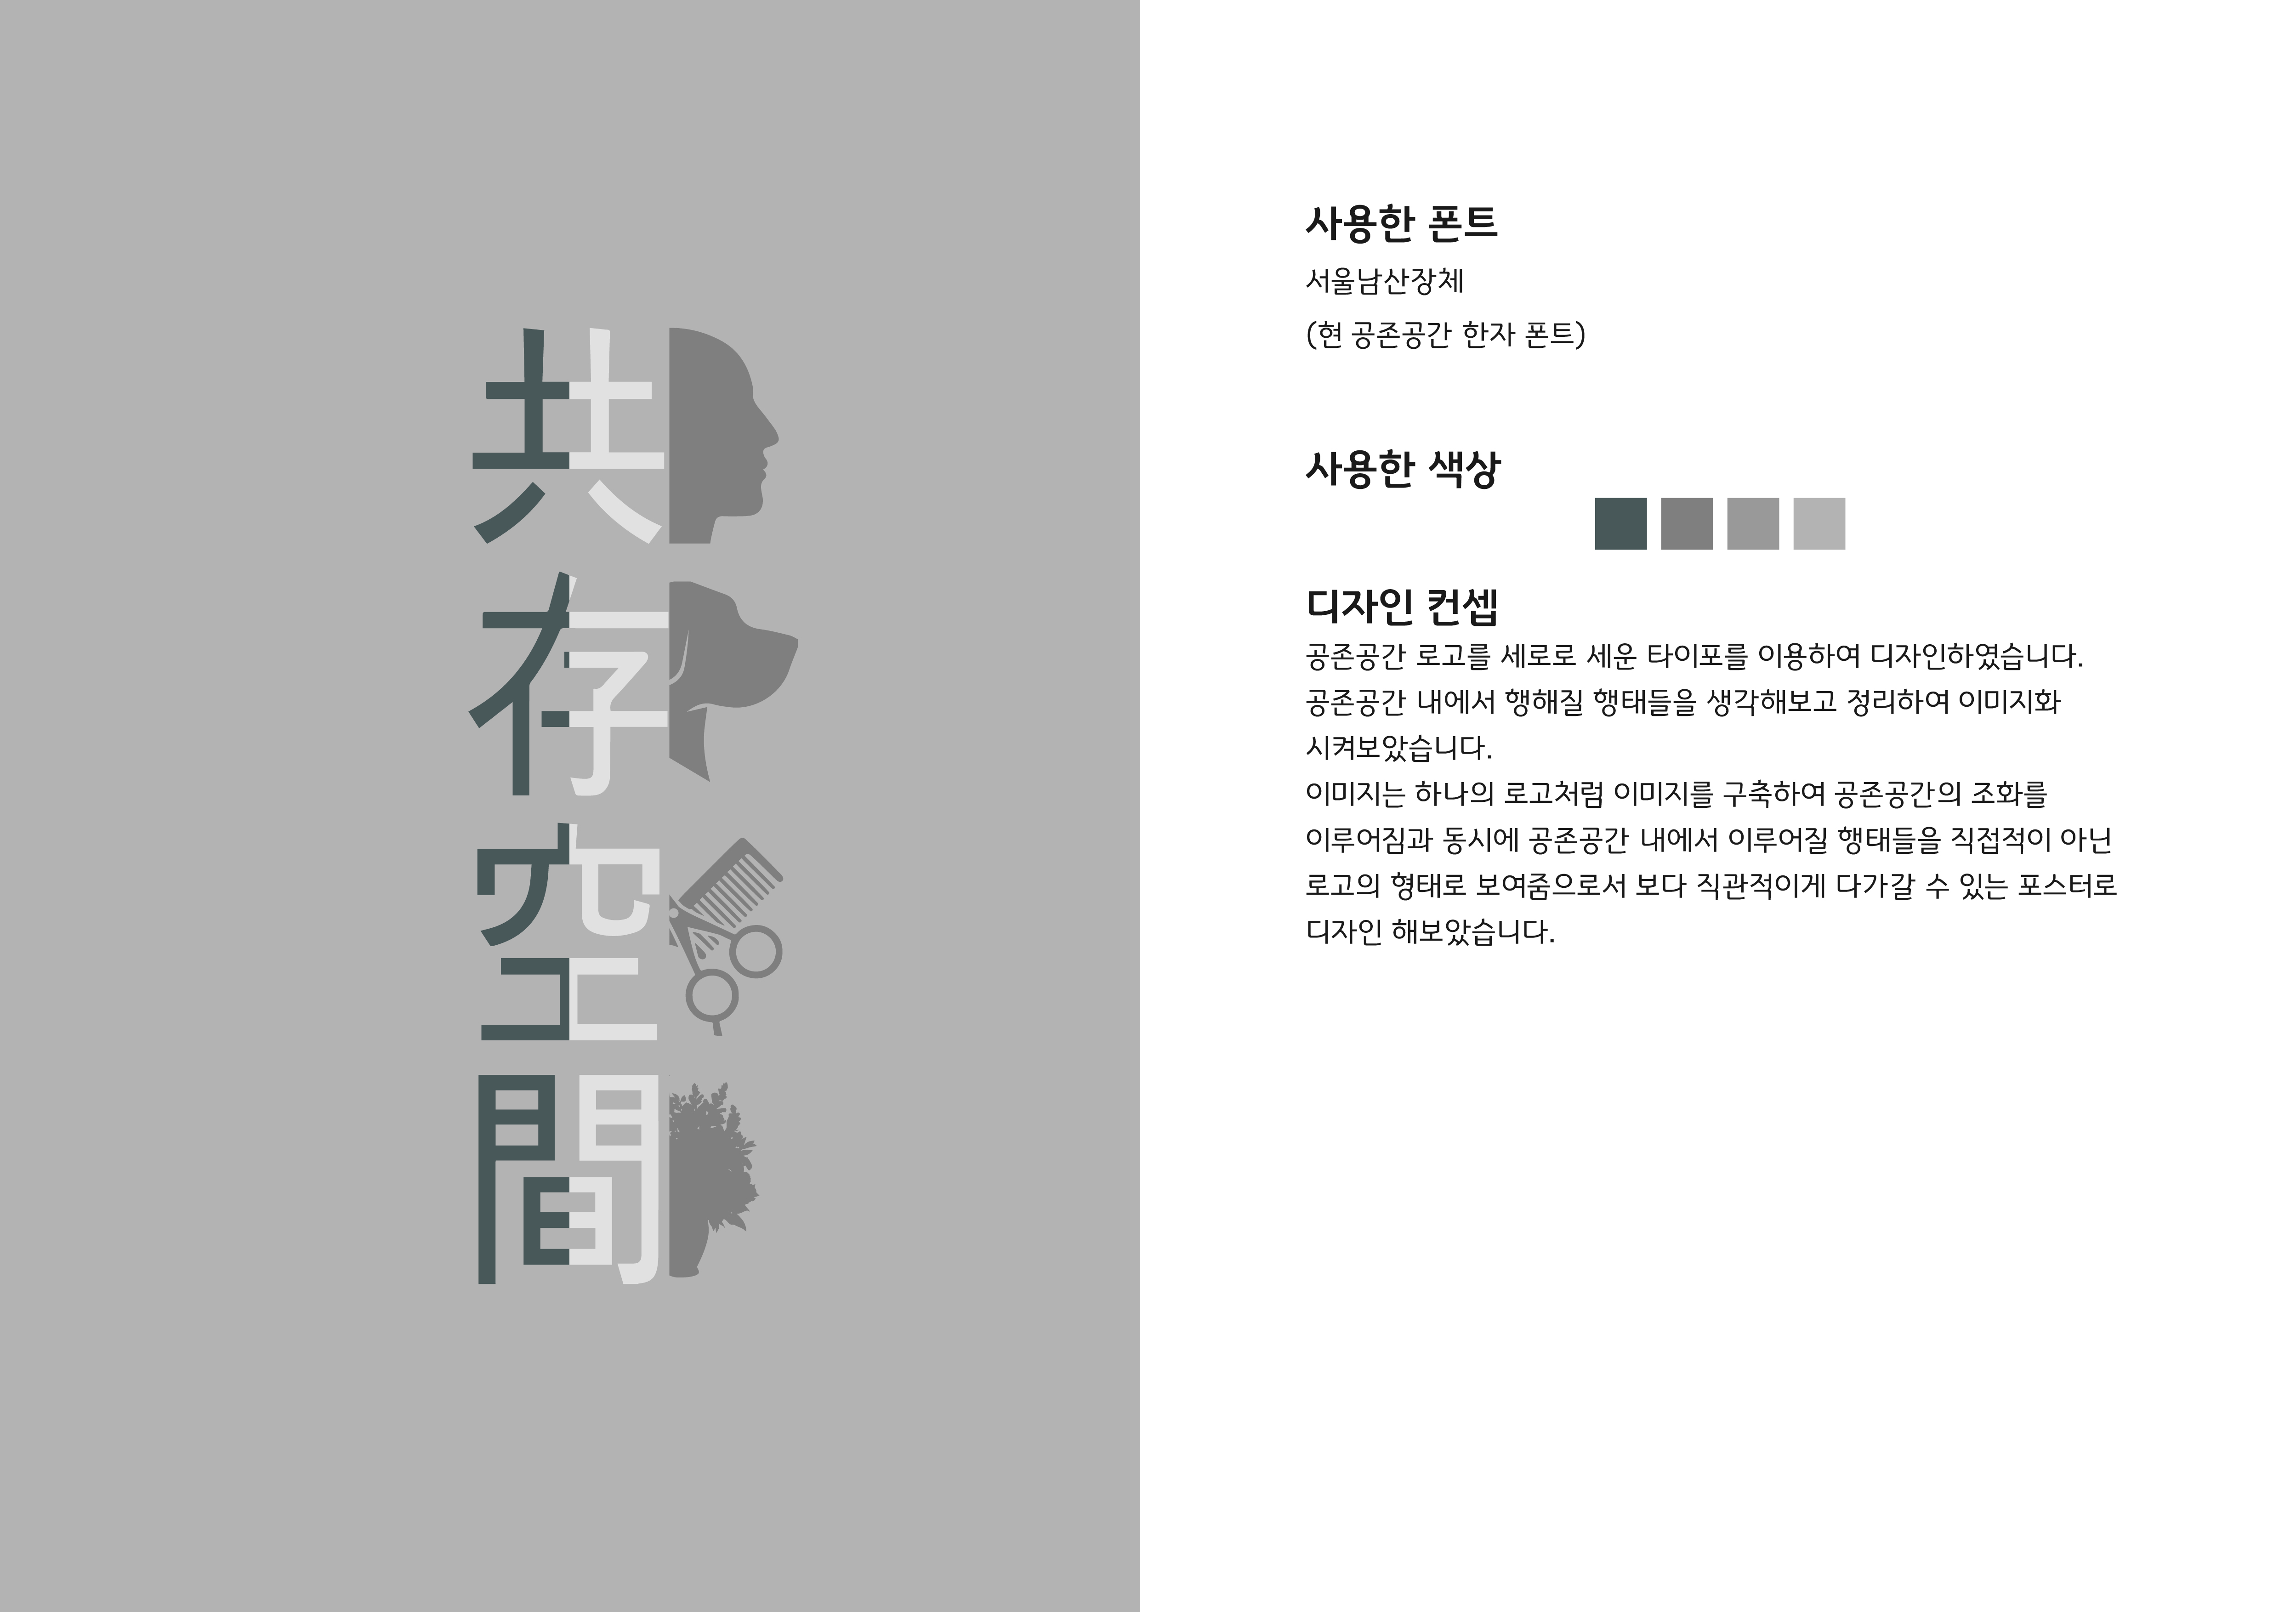 共
存
空
間
사용한 폰트
서울남산장체
(현 공존공간 한자 폰트)
사용한 색상
디자인 컨셉
공존공간 로고를 세로로 세운 타이포를 이용하여 디자인하였습니다.
공존공간 내에서 행해질 행태들을 생각해보고 정리하여 이미지화
시켜보았습니다.
이미지는 하나의 로고처럼 이미지를 구축하여 공존공간의 조화를
이루어짐과 동시에 공존공간 내에서 이루어질 행태들을 직접적이 아닌
로고의 형태로 보여줌으로서 보다 직관적이게 다가갈 수 있는 포스터로
디자인 해보았습니다.